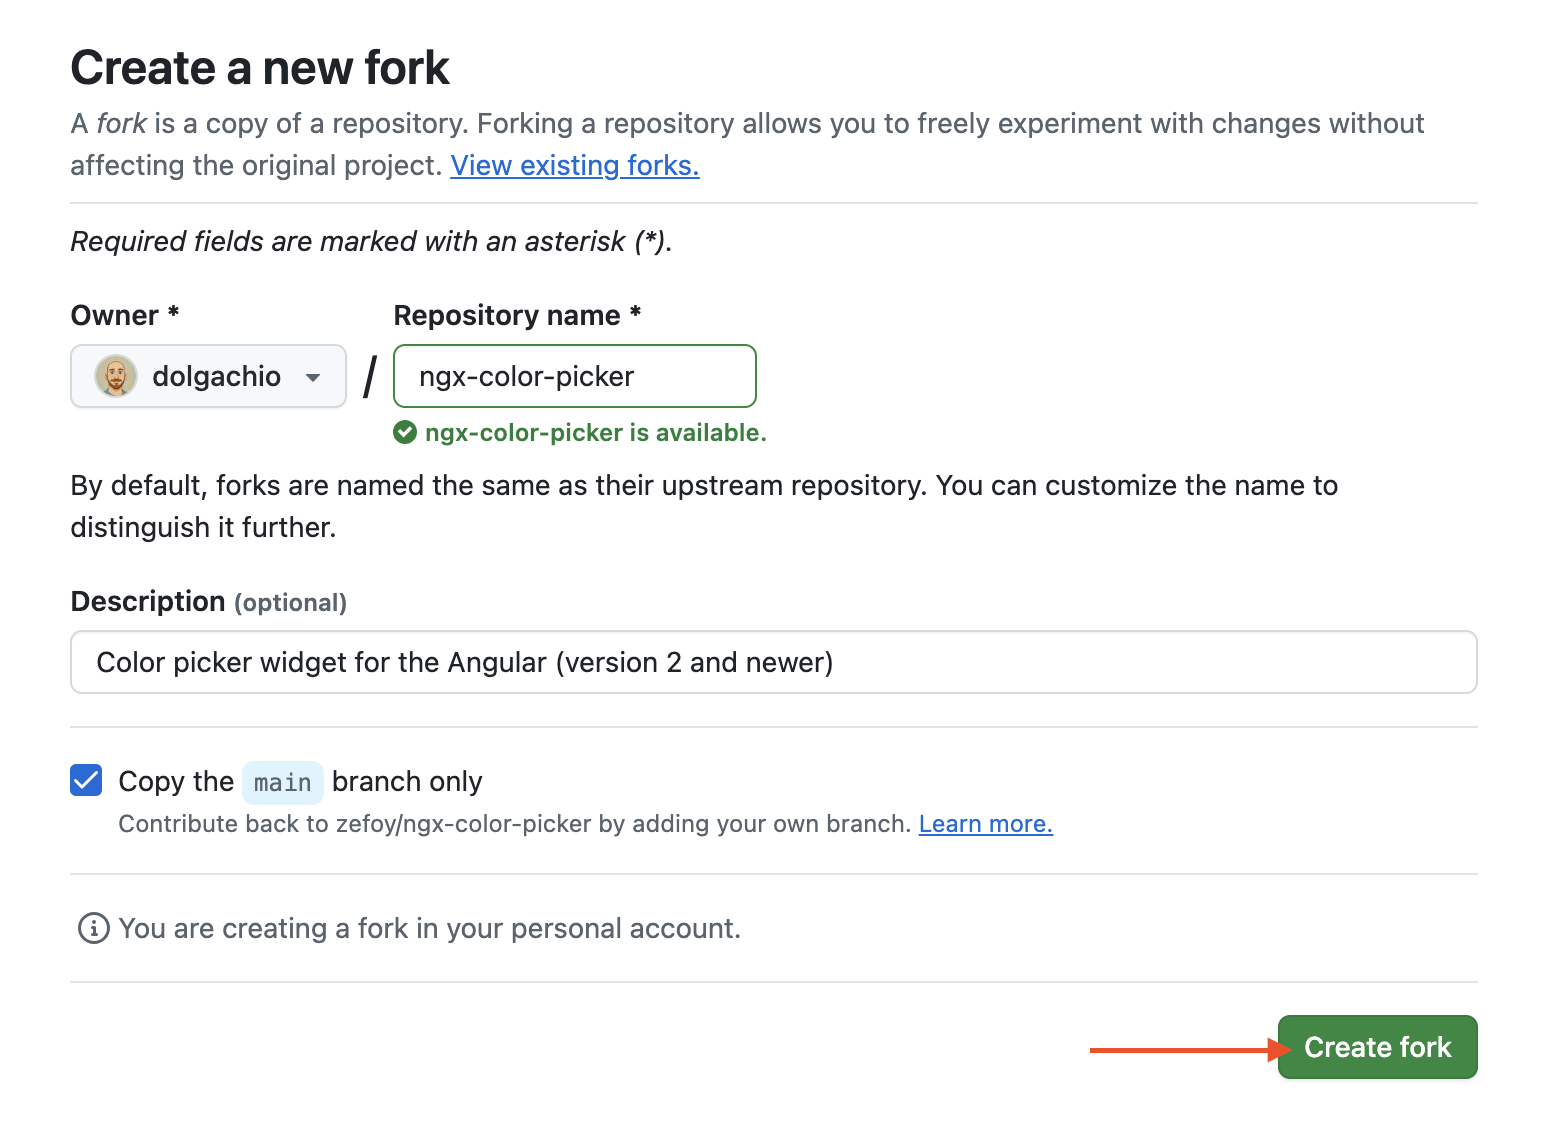 Create a new fork
A fork is a copy of a repository. Forking a repository allows you to freely experiment with changes without
affecting the original project. View existing forks.
Required fields are marked with an asterisk (*).
Owner *
Repository name *
dolgachio
/
ngx-color-picker
ngx-color-picker is available.
By default, forks are named the same as their upstream repository. You can customize the name to
distinguish it further.
Description (optional)
Color picker widget for the Angular (version 2 and newer)
Copy the main branch only
Contribute back to zefoy/ngx-color-picker by adding your own branch. Learn more.
You are creating a fork in your personal account.
Create fork